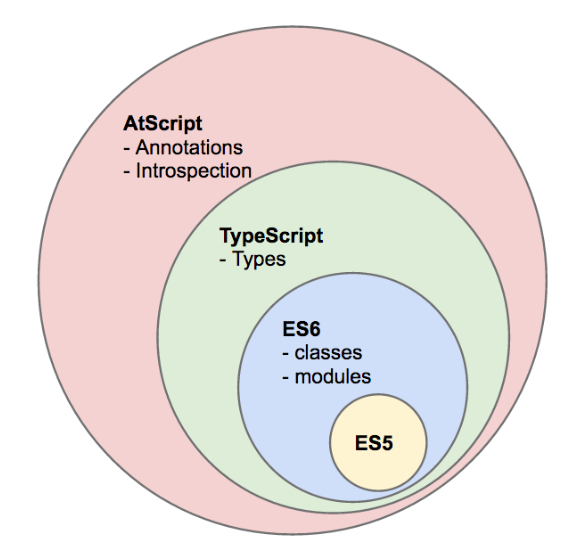 AtScript
- Annotations
- Introspection
TypeScript
- Types
ES6
- classes
- modules
ES5